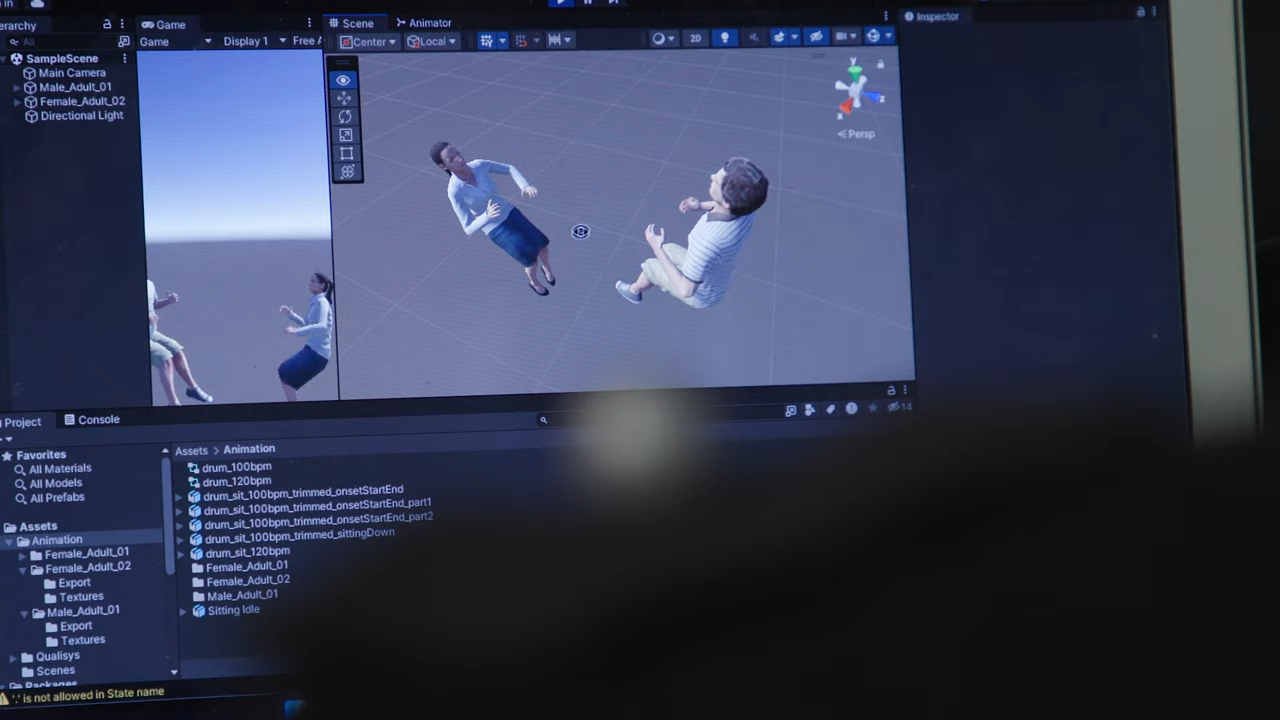 Game
Scene
Animator
Inspector
All
Game
Display 1
Free
Center
Local
2D
SampleScene
Main Camera
Male_Adult_01
Female_Adult_02
Directional Light
y
x
z
Persp
Project
Console
14
Favorites
All Materials
All Models
All Prefabs
Assets
Animation
Female_Adult_01
Female_Adult_02
Export
Textures
Male_Adult_01
Export
Textures
Qualisys
Scenes
Packages
Assets > Animation
drum_100bpm
drum_120bpm
drum_sit_100bpm_trimmed_onsetStartEnd
drum_sit_100bpm_trimmed_onsetStartEnd_part1
drum_sit_100bpm_trimmed_onsetStartEnd_part2
drum_sit_100bpm_trimmed_sittingDown
drum_sit_120bpm
Female_Adult_01
Female_Adult_02
Male_Adult_01
Sitting Idle
'.' is not allowed in State name